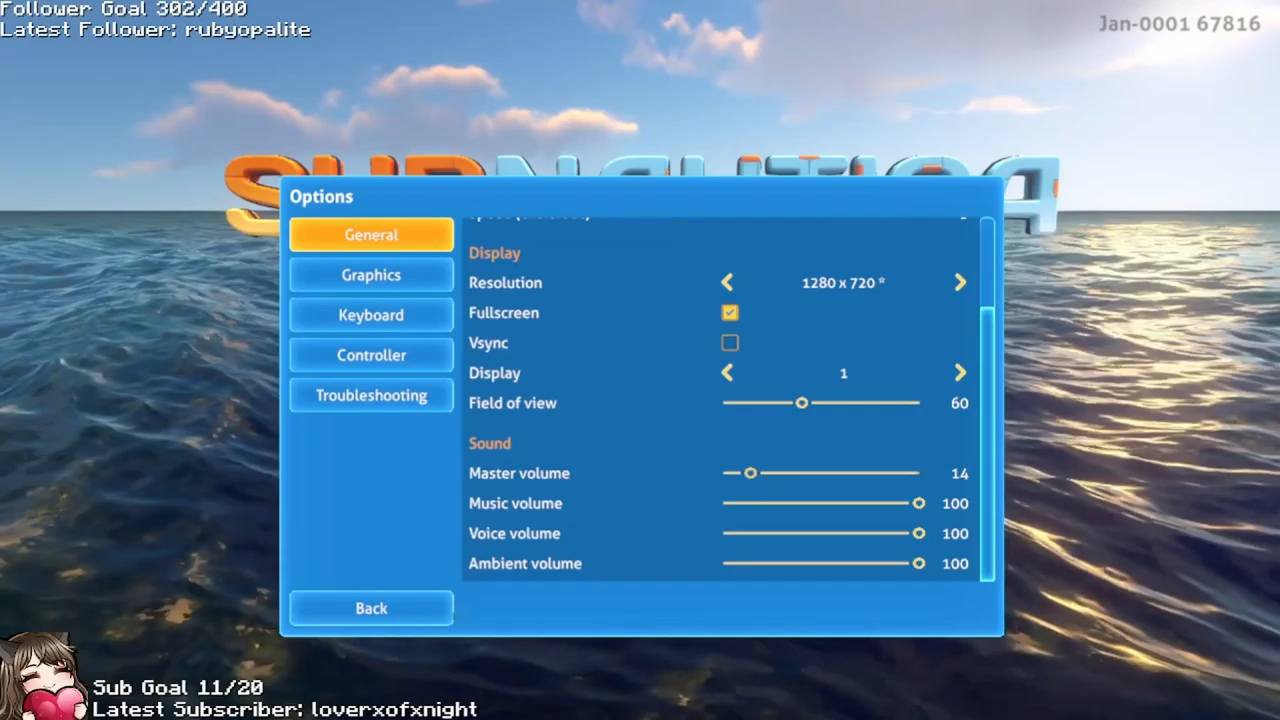 Follower Goal 302/400
Latest Follower: rubyopalite
Jan-0001 67816
SUBNAUTICA
Options
General
Graphics
Keyboard
Controller
Troubleshooting
Back
Display
Resolution 1280 x 720 *
Fullscreen
Vsync
Display 1
Field of view 60
Sound
Master volume 14
Music volume 100
Voice volume 100
Ambient volume 100
Sub Goal 11/20
Latest Subscriber: loverxofxnight